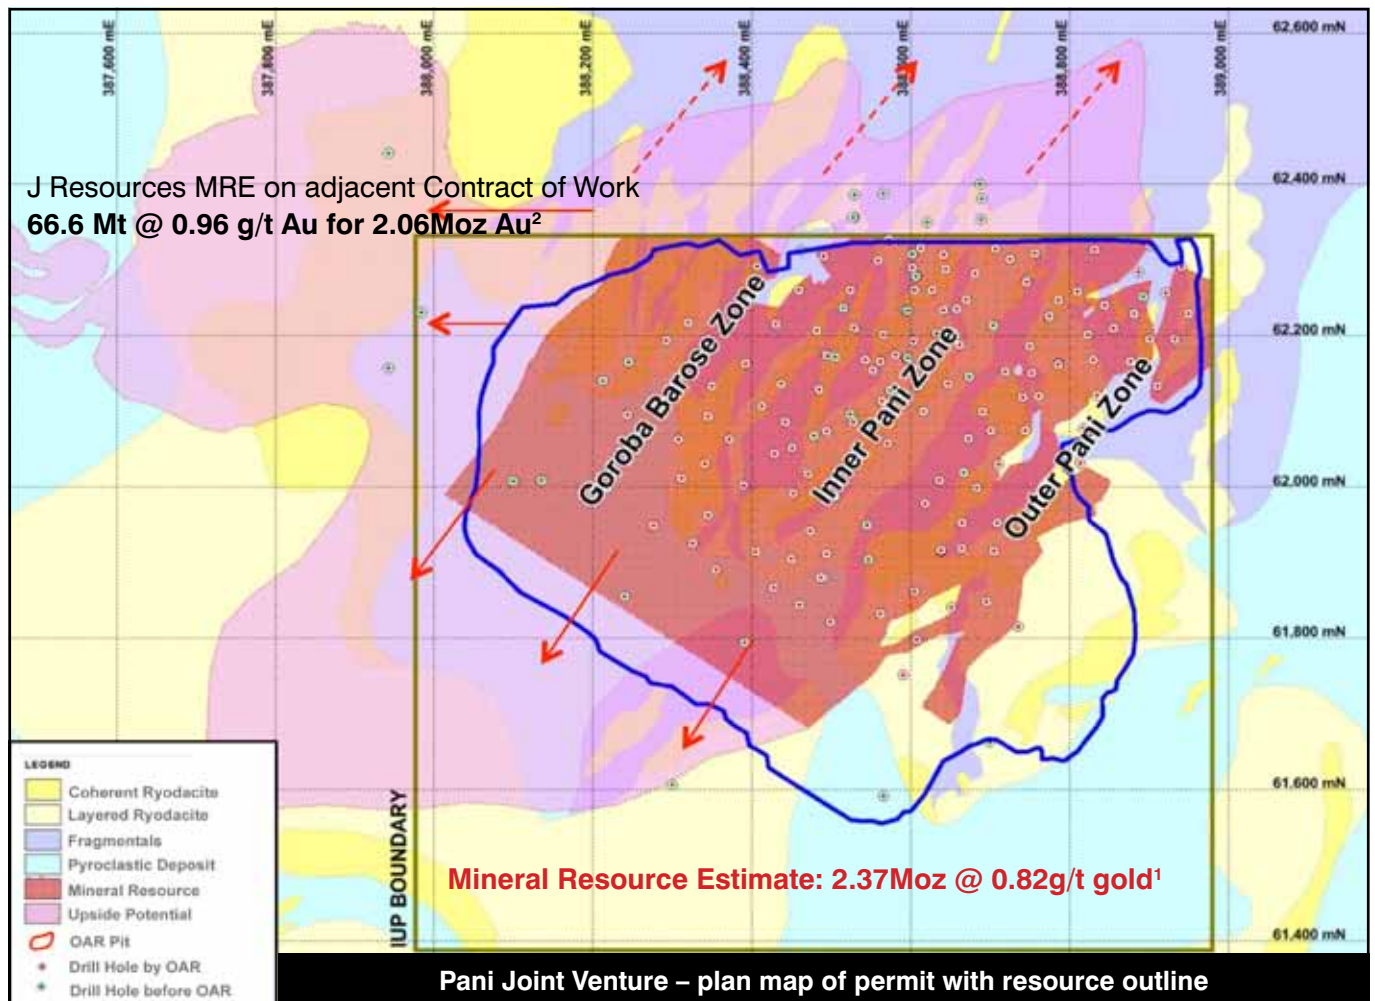 387,600 mE
387,800 mE
388,000 mE
388,200 mE
388,400 mE
388,600 mE
388,800 mE
389,000 mE
62,600 mN
62,400 mN
J Resources MRE on adjacent Contract of Work
66.6 Mt @ 0.96 g/t Au for 2.06Moz Au²
62,200 mN
Goroba Barose Zone
Inner Pani Zone
Outer Pani Zone
62,000 mN
61,800 mN
61,600 mN
61,400 mN
IUP BOUNDARY
Mineral Resource Estimate: 2.37Moz @ 0.82g/t gold¹
LEGEND
Coherent Ryodacite
Layered Ryodacite
Fragmentals
Pyroclastic Deposit
Mineral Resource
Upside Potential
OAR Pit
Drill Hole by OAR
Drill Hole before OAR
Pani Joint Venture – plan map of permit with resource outline